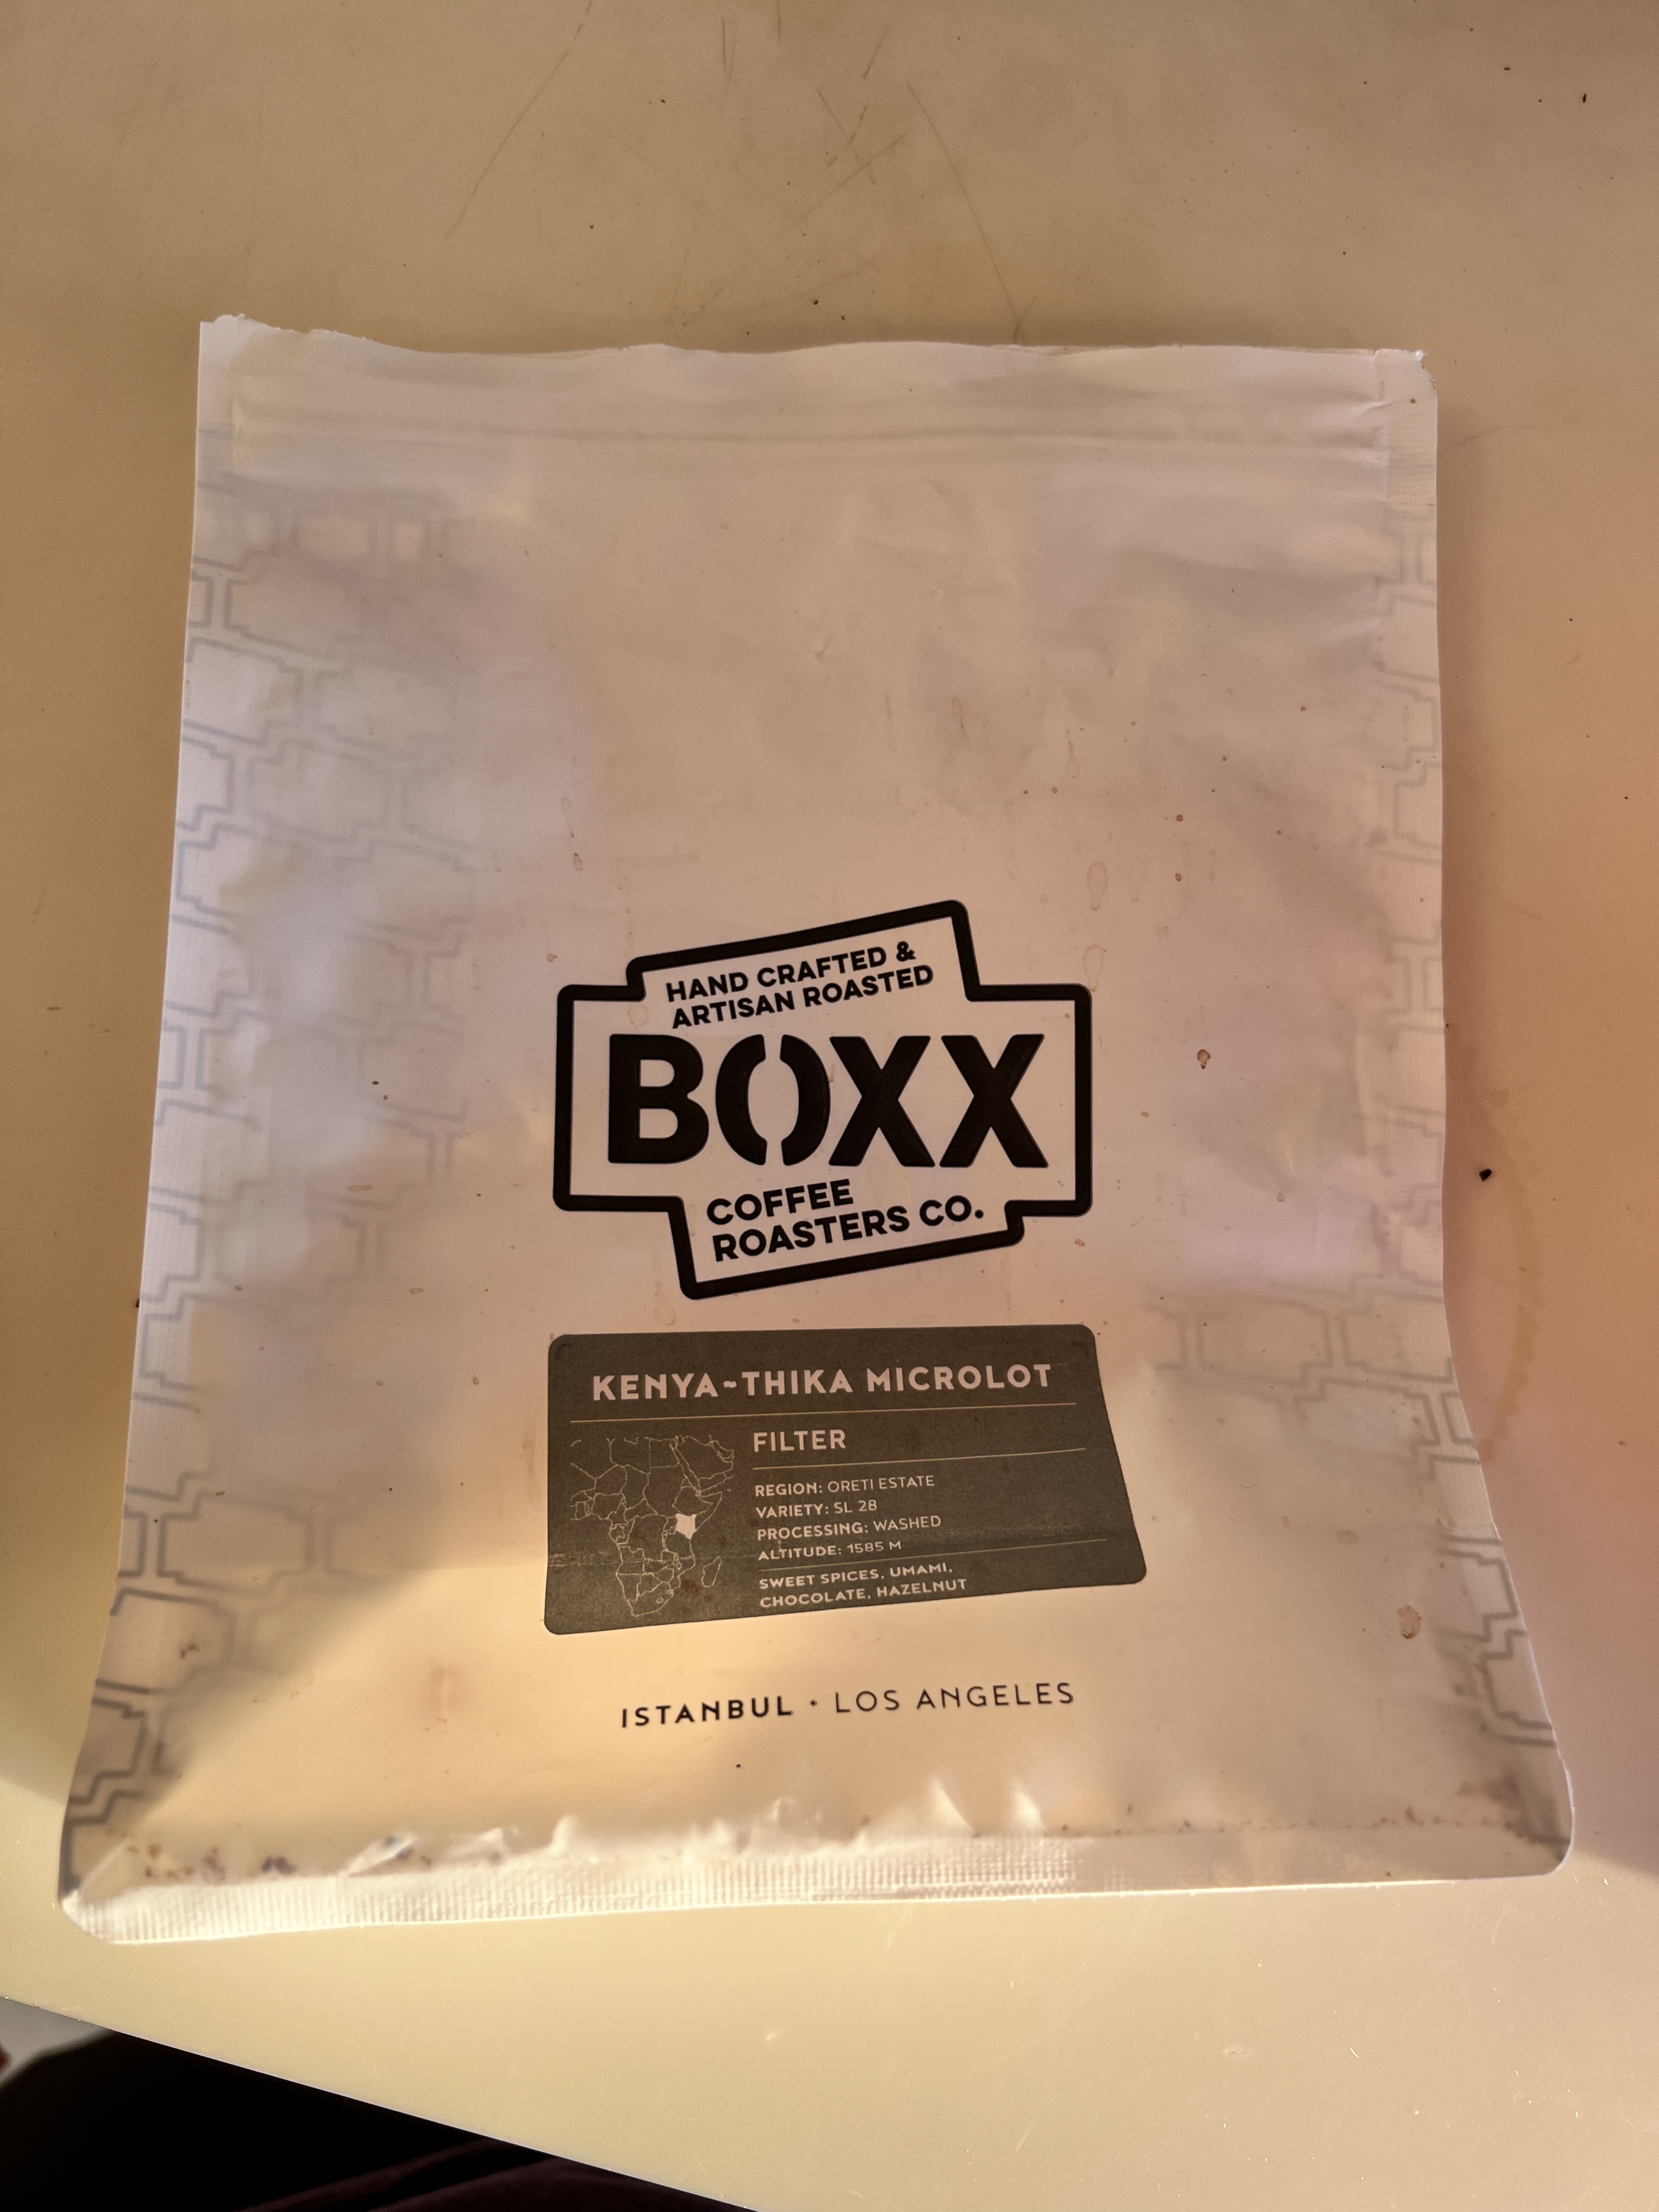 HAND CRAFTED &
ARTISAN ROASTED
BOXX
COFFEE
ROASTERS CO.
KENYA~THIKA MICROLOT
FILTER
REGION: ORETI ESTATE
VARIETY: SL 28
PROCESSING: WASHED
ALTITUDE: 1585 M
SWEET SPICES, UMAMI,
CHOCOLATE, HAZELNUT
ISTANBUL • LOS ANGELES